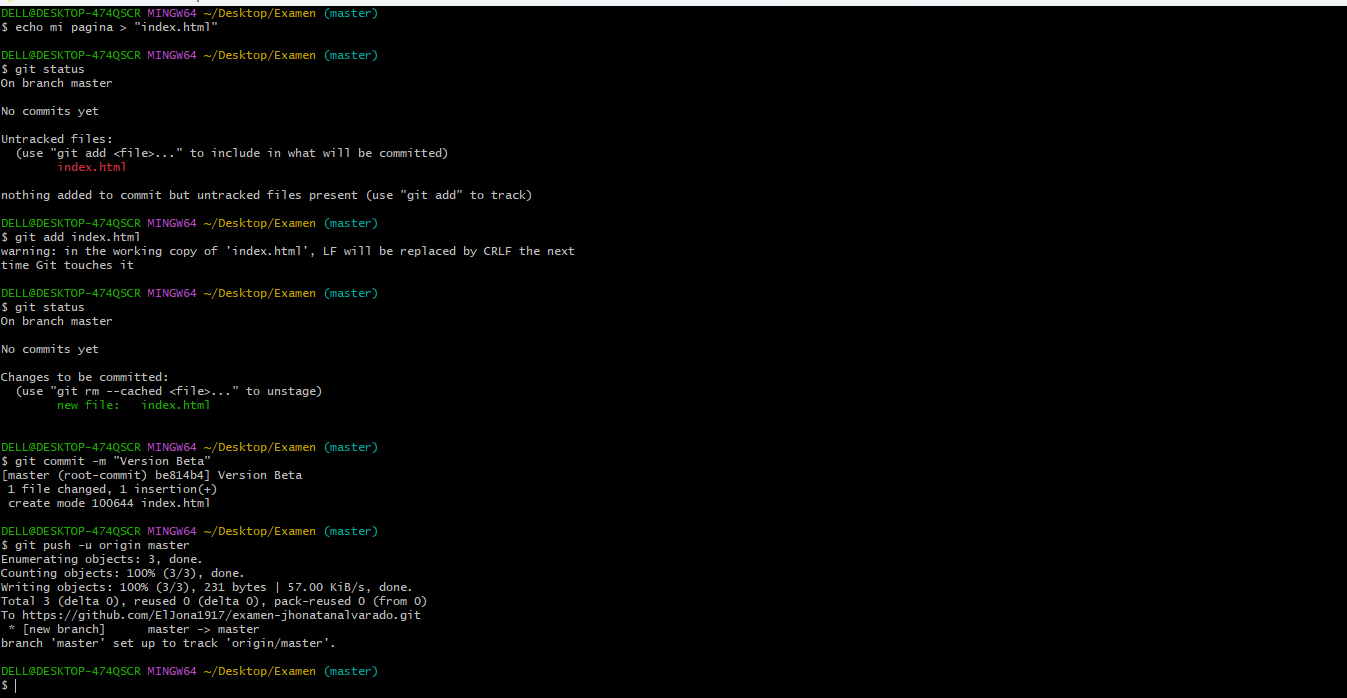 DELL@DESKTOP-474QSCR MINGW64 ~/Desktop/Examen (master)
$ echo mi pagina > "index.html"
DELL@DESKTOP-474QSCR MINGW64 ~/Desktop/Examen (master)
$ git status
On branch master
No commits yet
Untracked files:
  (use "git add <file>..." to include in what will be committed)
        index.html
nothing added to commit but untracked files present (use "git add" to track)
DELL@DESKTOP-474QSCR MINGW64 ~/Desktop/Examen (master)
$ git add index.html
warning: in the working copy of 'index.html', LF will be replaced by CRLF the next
time Git touches it
DELL@DESKTOP-474QSCR MINGW64 ~/Desktop/Examen (master)
$ git status
On branch master
No commits yet
Changes to be committed:
  (use "git rm --cached <file>..." to unstage)
        new file:   index.html
DELL@DESKTOP-474QSCR MINGW64 ~/Desktop/Examen (master)
$ git commit -m "Version Beta"
[master (root-commit) be814b4] Version Beta
 1 file changed, 1 insertion(+)
 create mode 100644 index.html
DELL@DESKTOP-474QSCR MINGW64 ~/Desktop/Examen (master)
$ git push -u origin master
Enumerating objects: 3, done.
Counting objects: 100% (3/3), done.
Writing objects: 100% (3/3), 231 bytes | 57.00 KiB/s, done.
Total 3 (delta 0), reused 0 (delta 0), pack-reused 0 (from 0)
To https://github.com/ElJona1917/examen-jhonatanalvarado.git
 * [new branch]      master -> master
branch 'master' set up to track 'origin/master'.
DELL@DESKTOP-474QSCR MINGW64 ~/Desktop/Examen (master)
$